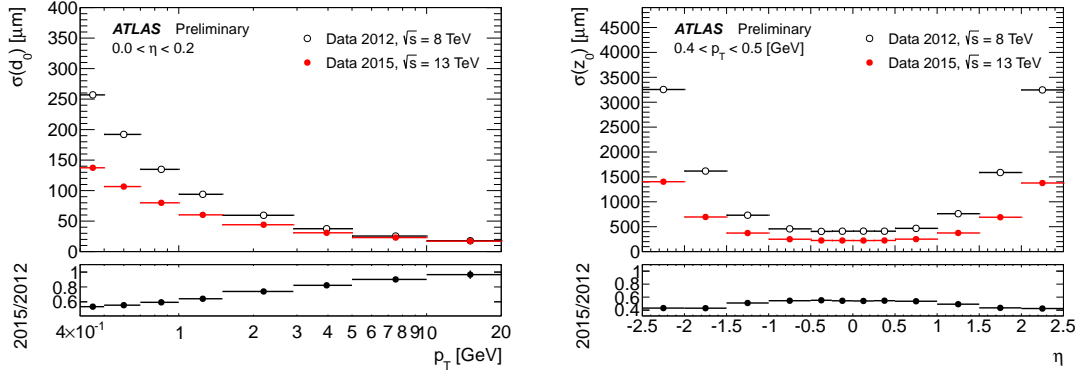 ATLAS Preliminary
0.0 < η < 0.2
Data 2012, √s = 8 TeV
Data 2015, √s = 13 TeV
σ(d₀) [μm]
400
350
300
250
200
150
100
50
0
2015/2012
1
0.8
0.6
4×10⁻¹ 1 2 3 4 5 6 7 8 9 10 20
p_T [GeV]
ATLAS Preliminary
0.4 < p_T < 0.5 [GeV]
Data 2012, √s = 8 TeV
Data 2015, √s = 13 TeV
σ(z₀) [μm]
4500
4000
3500
3000
2500
2000
1500
1000
500
0
2015/2012
1
0.8
0.6
0.4
-2.5 -2 -1.5 -1 -0.5 0 0.5 1 1.5 2 2.5
η